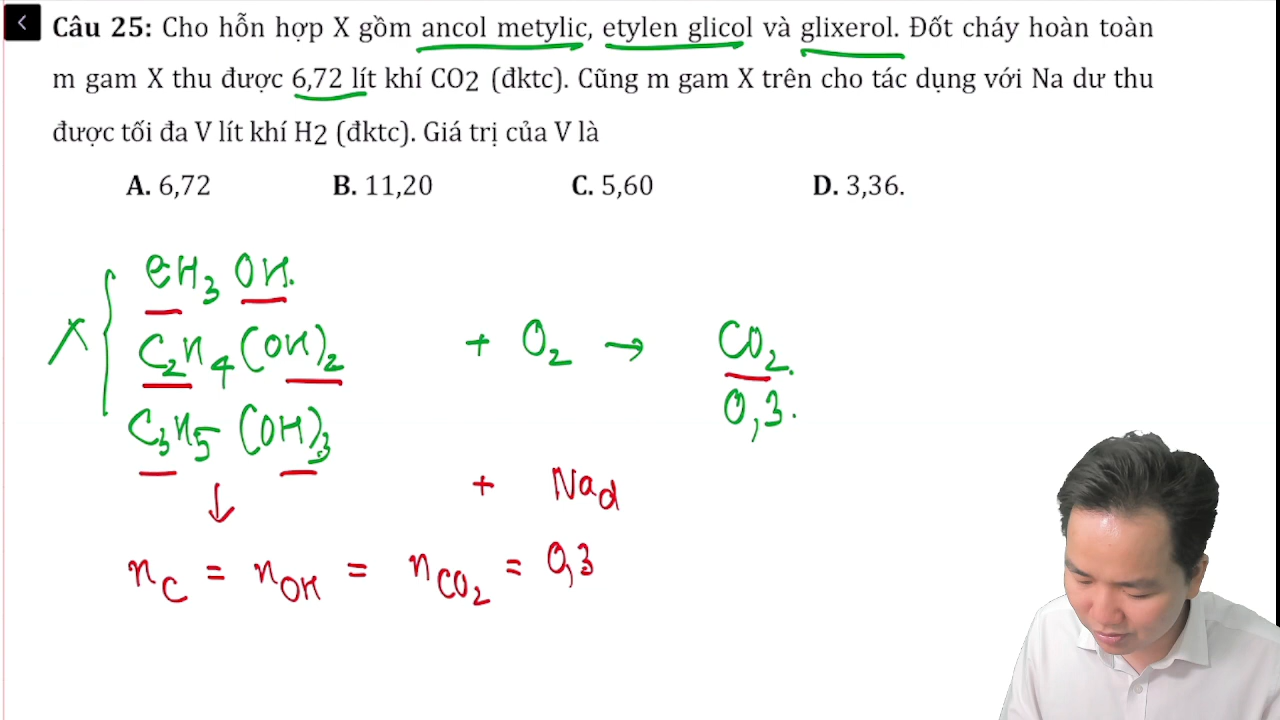 Câu 25: Cho hỗn hợp X gồm ancol metylic, etylen glicol và glixerol. Đốt cháy hoàn toàn
m gam X thu được 6,72 lít khí CO2 (đktc). Cũng m gam X trên cho tác dụng với Na dư thu
được tối đa V lít khí H2 (đktc). Giá trị của V là
A. 6,72 B. 11,20 C. 5,60 D. 3,36.
CH3 OH.
X { C2H4(OH)2 + O2 → CO2.
C3H5(OH)3 0,3.
↓ + Na d
nC = nOH = nCO2 = 0,3